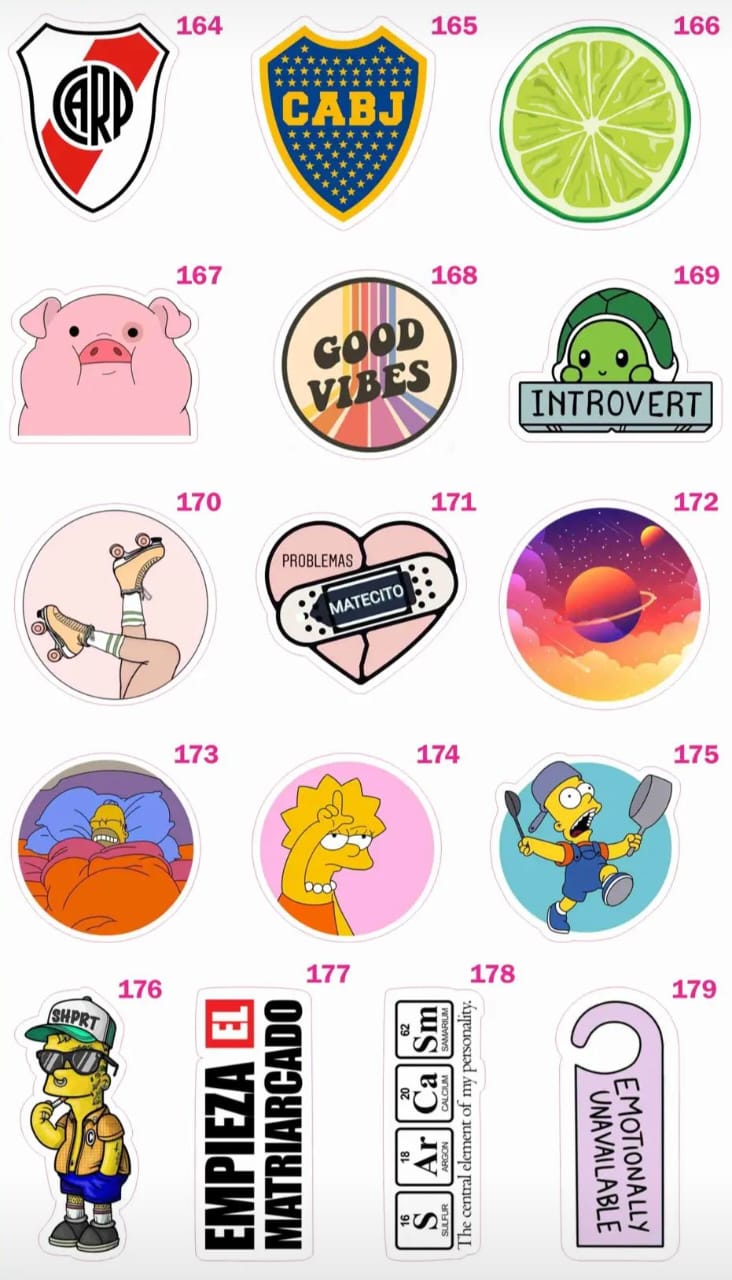 164
CARP
165
CABJ
166
167
168
GOOD
VIBES
169
INTROVERT
170
171
PROBLEMAS
MATECITO
172
173
174
175
176
SHPRT
C
177
EMPIEZA EL
MATRIARCADO
178
16 18 20 62
S Ar Ca Sm
SULFUR ARGON CALCIUM SAMARIUM
The central element of my personality.
179
EMOTIONALLY
UNAVAILABLE